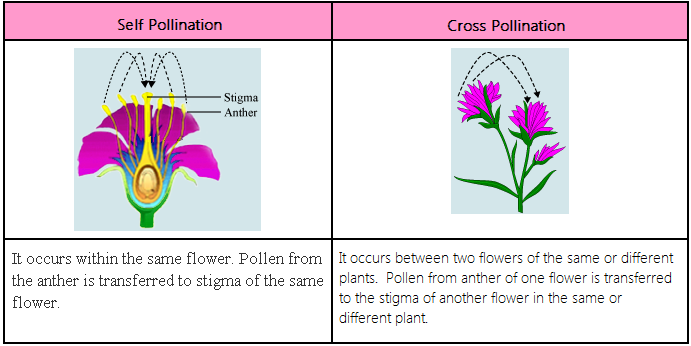 Self Pollination
Cross Pollination
Stigma
Anther
It occurs within the same flower. Pollen from
the anther is transferred to stigma of the same
flower.
It occurs between two flowers of the same or different
plants.  Pollen from anther of one flower is transferred
to the stigma of another flower in the same or
different plant.